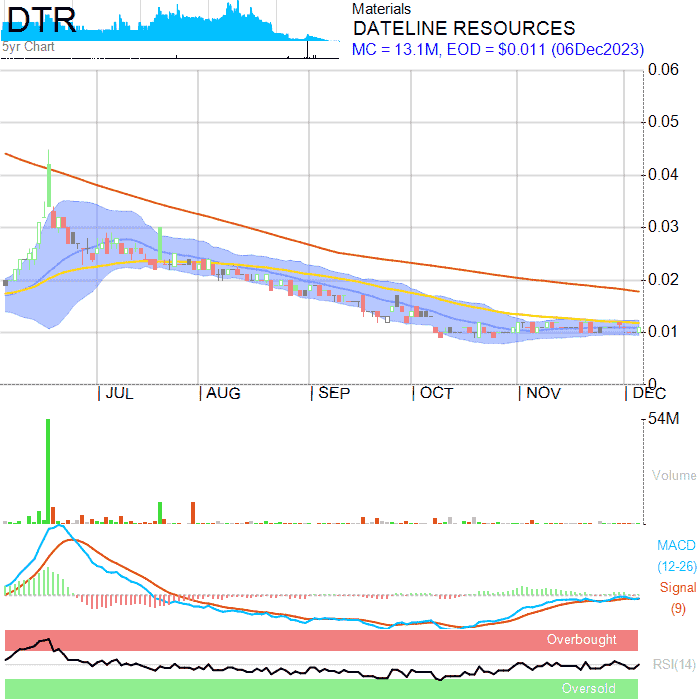 DTR
5yr Chart
Materials
DATELINE RESOURCES
MC = 13.1M, EOD = $0.011 (06Dec2023)
0.06
0.05
0.04
0.03
0.02
0.01
0
JUL AUG SEP OCT NOV DEC
54M
Volume
MACD
(12-26)
Signal
(9)
Overbought
RSI(14)
Oversold